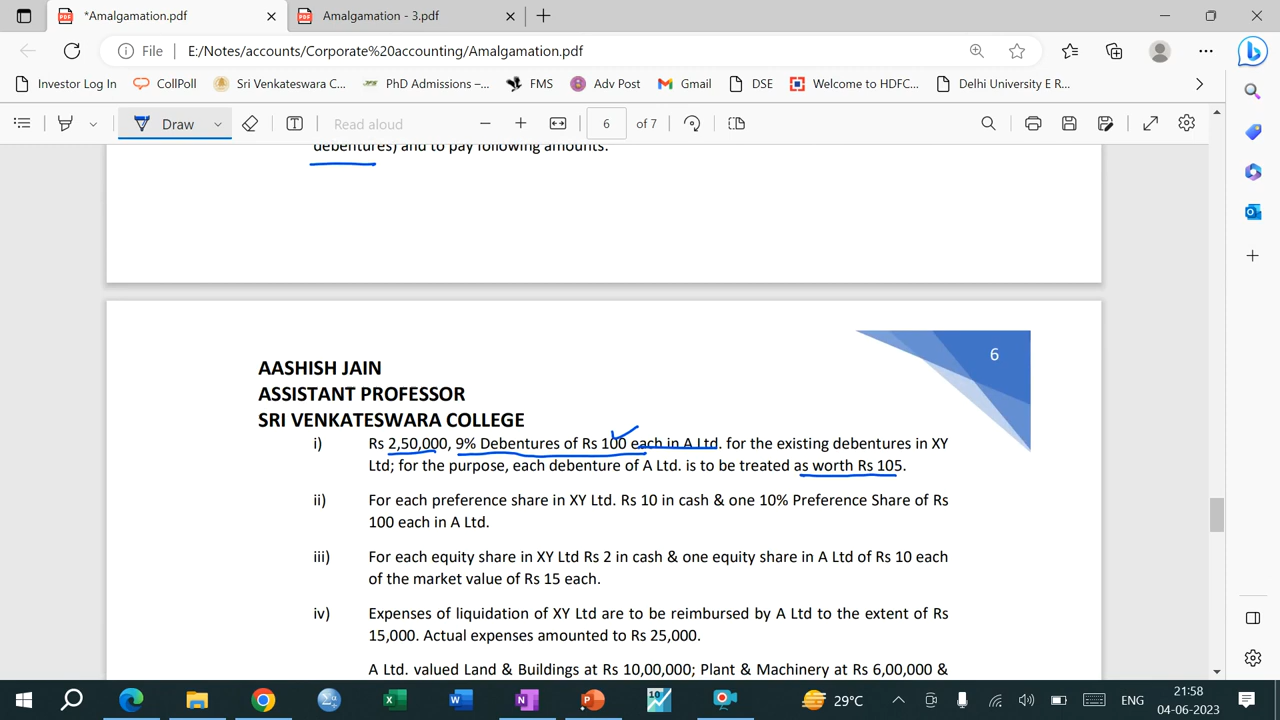 *Amalgamation.pdf
Amalgamation - 3.pdf
File
E:/Notes/accounts/Corporate%20accounting/Amalgamation.pdf
Investor Log In
CollPoll
Sri Venkateswara C...
PhD Admissions –...
FMS
Adv Post
Gmail
DSE
Welcome to HDFC...
Delhi University E R...
Draw
Read aloud
6
of 7
debentures) and to pay following amounts:
6
AASHISH JAIN
ASSISTANT PROFESSOR
SRI VENKATESWARA COLLEGE
i) Rs 2,50,000, 9% Debentures of Rs 100 each in A Ltd. for the existing debentures in XY
Ltd; for the purpose, each debenture of A Ltd. is to be treated as worth Rs 105.
ii) For each preference share in XY Ltd. Rs 10 in cash & one 10% Preference Share of Rs
100 each in A Ltd.
iii) For each equity share in XY Ltd Rs 2 in cash & one equity share in A Ltd of Rs 10 each
of the market value of Rs 15 each.
iv) Expenses of liquidation of XY Ltd are to be reimbursed by A Ltd to the extent of Rs
15,000. Actual expenses amounted to Rs 25,000.
A Ltd. valued Land & Buildings at Rs 10,00,000; Plant & Machinery at Rs 6,00,000 &
29°C
ENG
21:58
04-06-2023